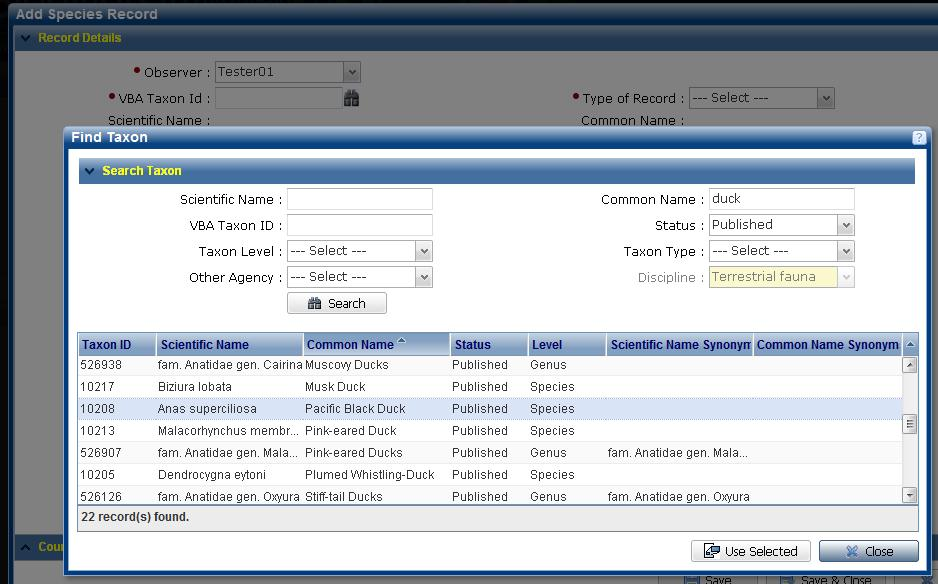 Add Species Record
Record Details
Observer : Tester01
VBA Taxon Id : Type of Record : --- Select ---
Scientific Name : Common Name :
Find Taxon ?
Search Taxon
Scientific Name : Common Name : duck
VBA Taxon ID : Status : Published
Taxon Level : --- Select --- Taxon Type : --- Select ---
Other Agency : --- Select --- Discipline : Terrestrial fauna
Search
Taxon ID Scientific Name Common Name Status Level Scientific Name Synonym Common Name Synonym
526938 fam. Anatidae gen. Cairina Muscovy Ducks Published Genus
10217 Biziura lobata Musk Duck Published Species
10208 Anas superciliosa Pacific Black Duck Published Species
10213 Malacorhynchus membr... Pink-eared Duck Published Species
526907 fam. Anatidae gen. Mala... Pink-eared Ducks Published Genus fam. Anatidae gen. Mala...
10205 Dendrocygna eytoni Plumed Whistling-Duck Published Species
526126 fam. Anatidae gen. Oxyura Stiff-tail Ducks Published Genus fam. Anatidae gen. Oxyura
22 record(s) found.
Cou
Use Selected Close
Save Save & Close